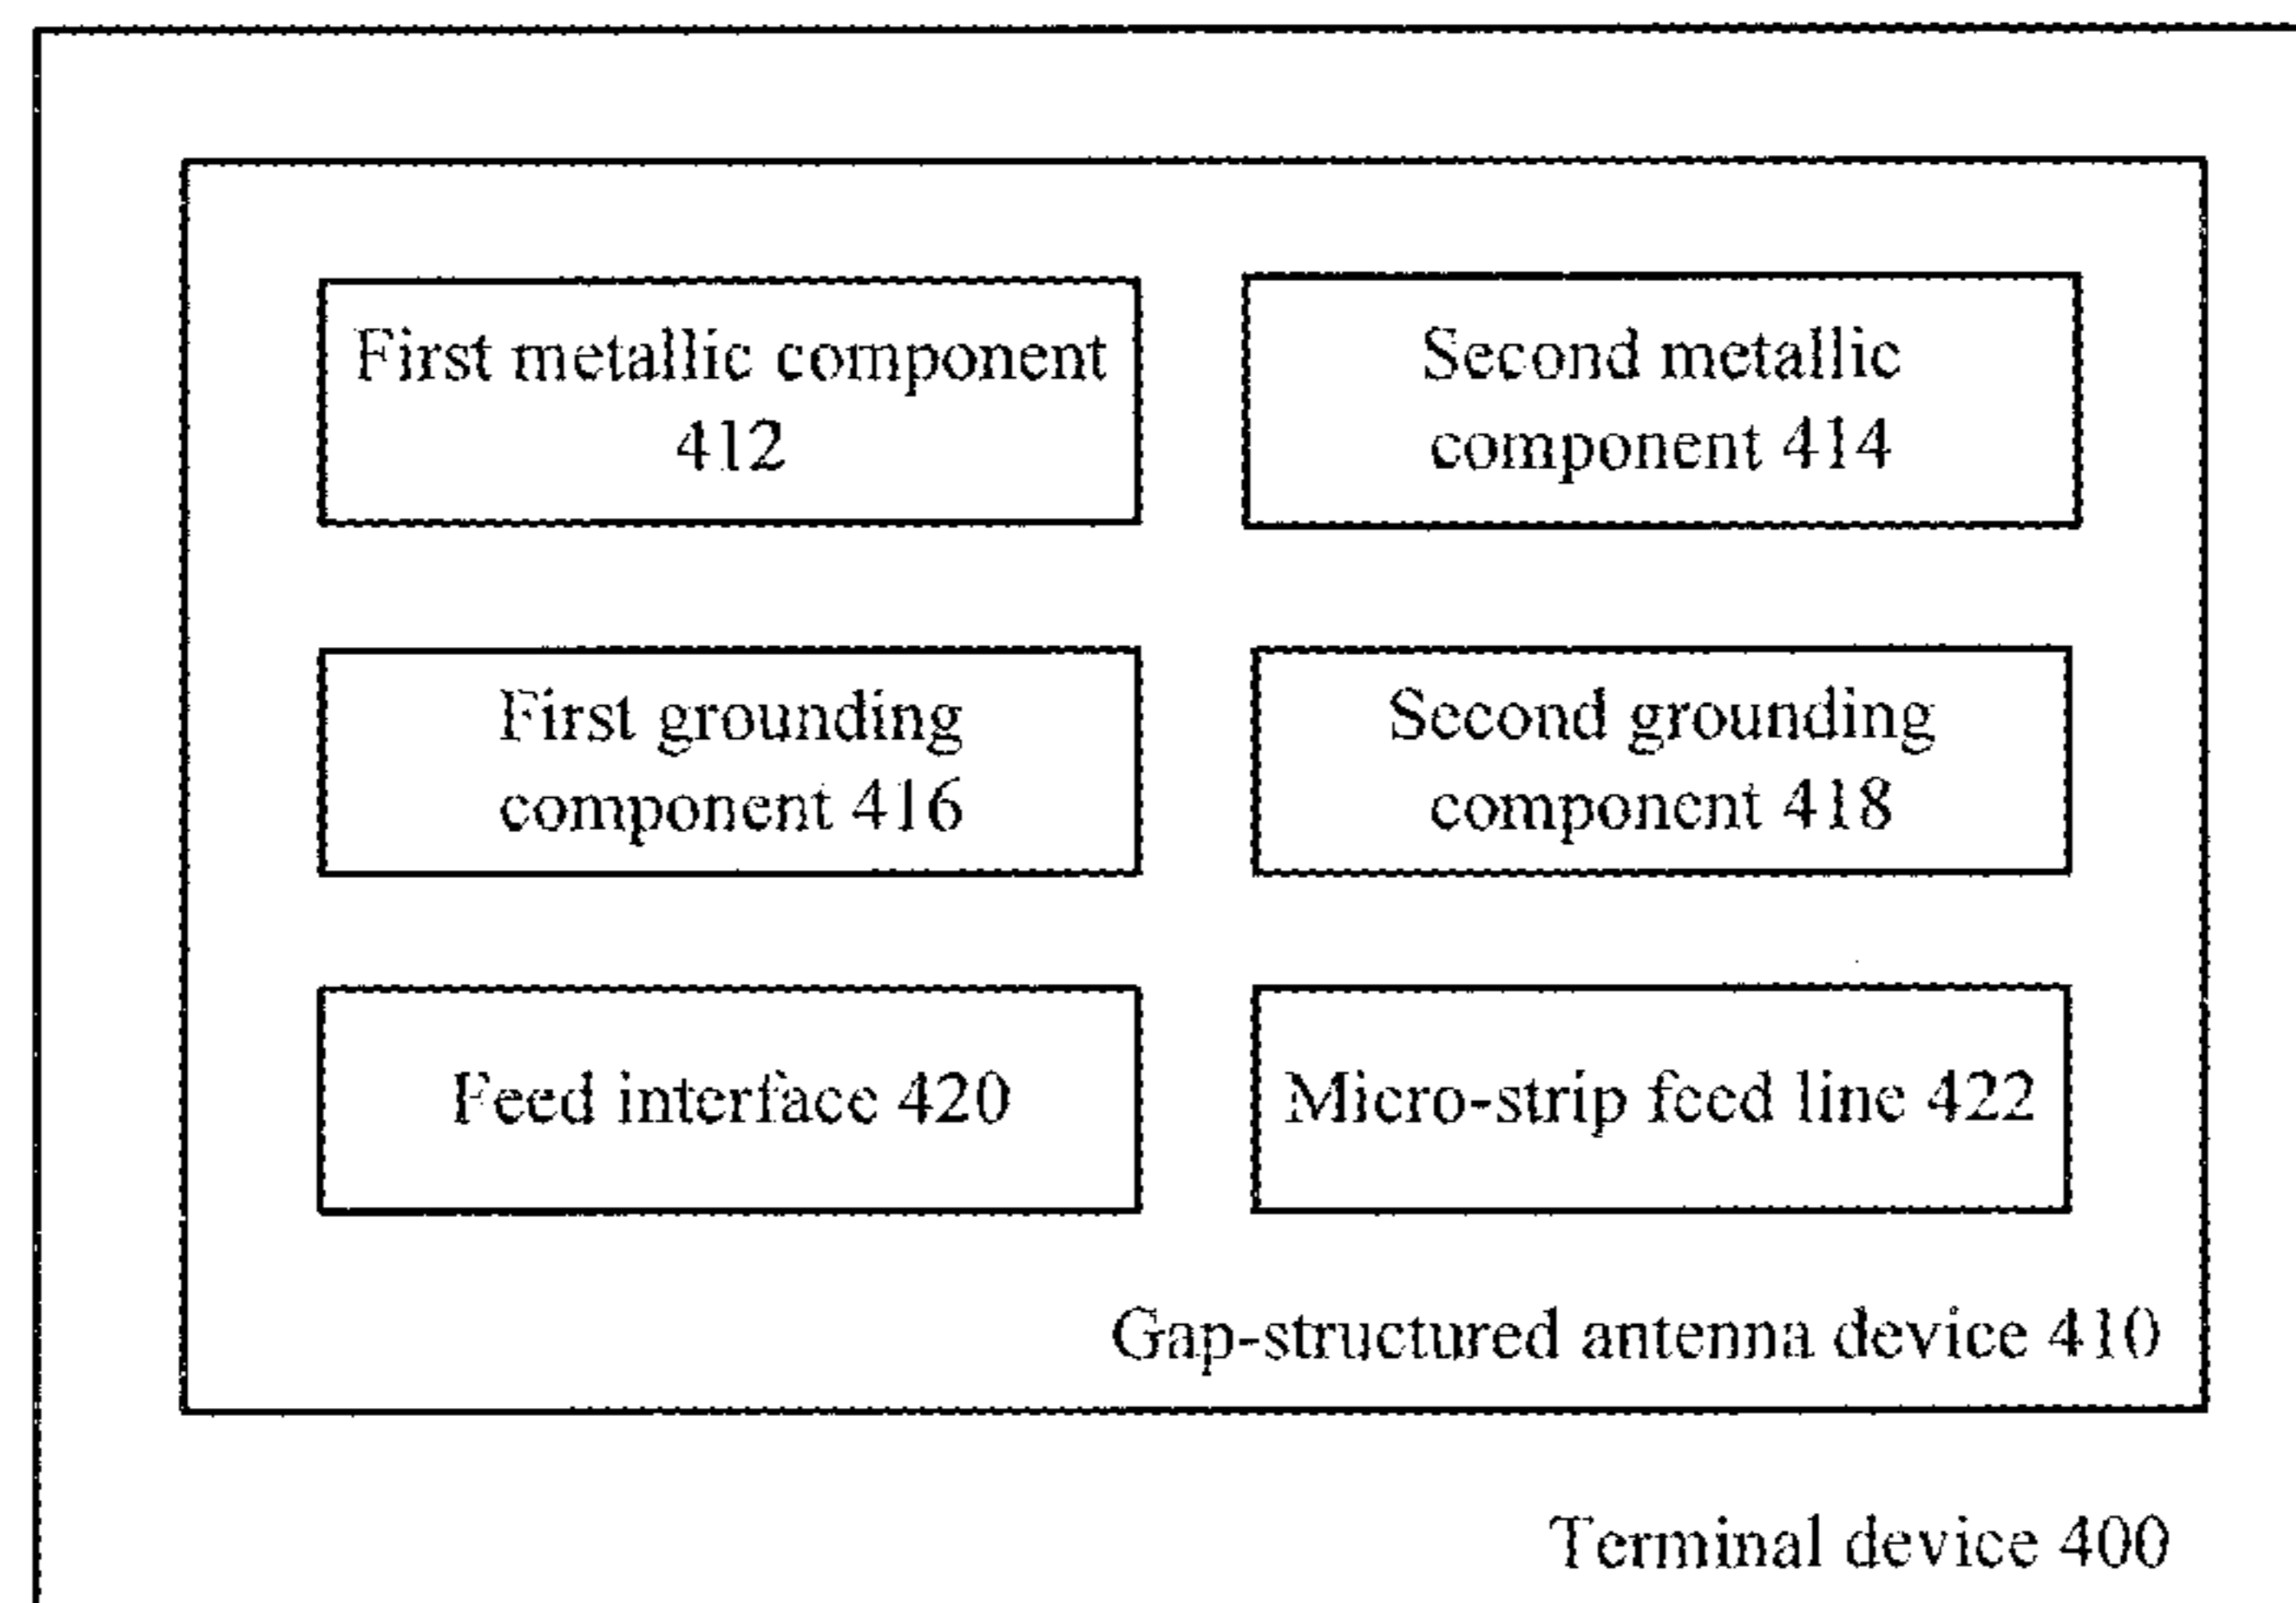 First metallic component
412
Second metallic
component 414
First grounding
component 416
Second grounding
component 418
Feed interface 420
Micro-strip feed line 422
Gap-structured antenna device 410
Terminal device 400